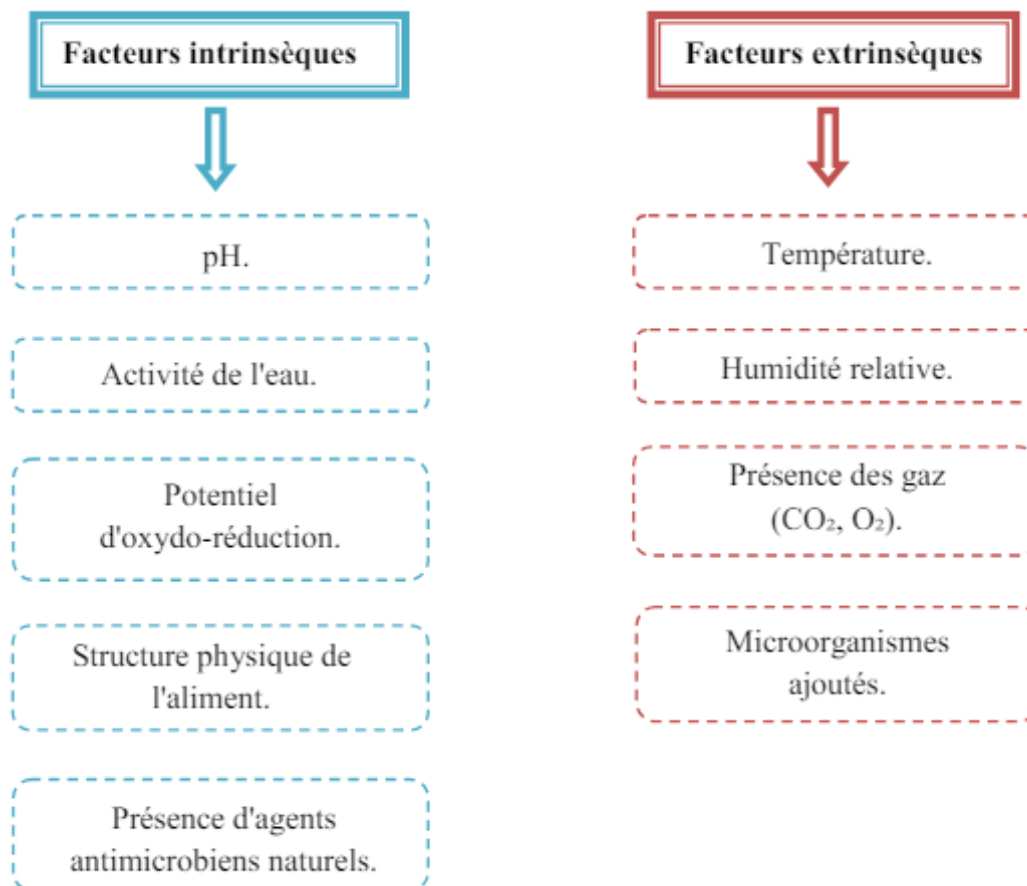 Facteurs intrinsèques
pH.
Activité de l'eau.
Potentiel
d'oxydo-réduction.
Structure physique de
l'aliment.
Présence d'agents
antimicrobiens naturels.
Facteurs extrinsèques
Température.
Humidité relative.
Présence des gaz
(CO₂, O₂).
Microorganismes
ajoutés.